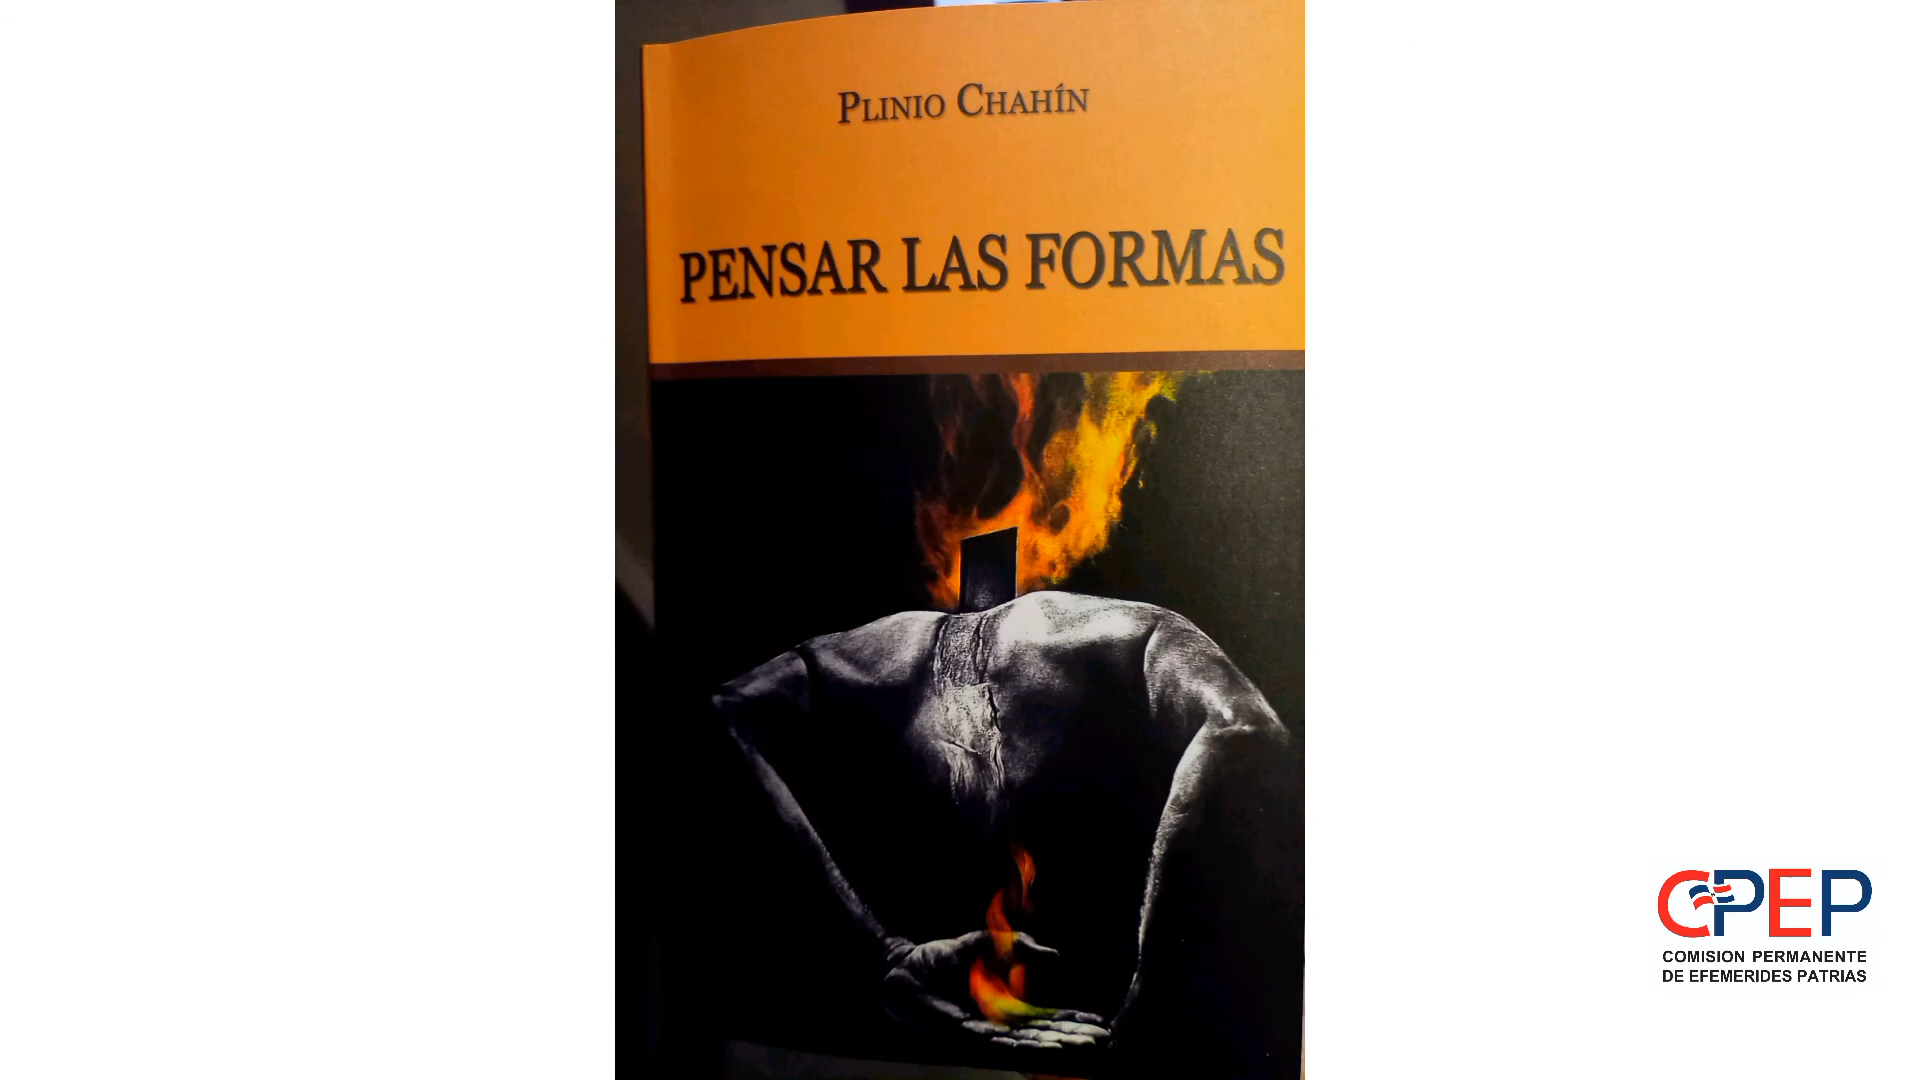 PLINIO CHAHÍN
PENSAR LAS FORMAS
CPEP
COMISION PERMANENTE
DE EFEMERIDES PATRIAS